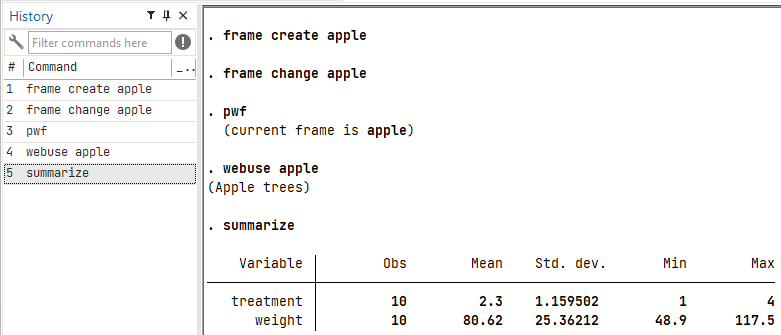 History
Filter commands here
# Command _..
1 frame create apple
2 frame change apple
3 pwf
4 webuse apple
5 summarize
. frame create apple
. frame change apple
. pwf
(current frame is apple)
. webuse apple
(Apple trees)
. summarize
Variable Obs Mean Std. dev. Min Max
treatment 10 2.3 1.159502 1 4
weight 10 80.62 25.36212 48.9 117.5